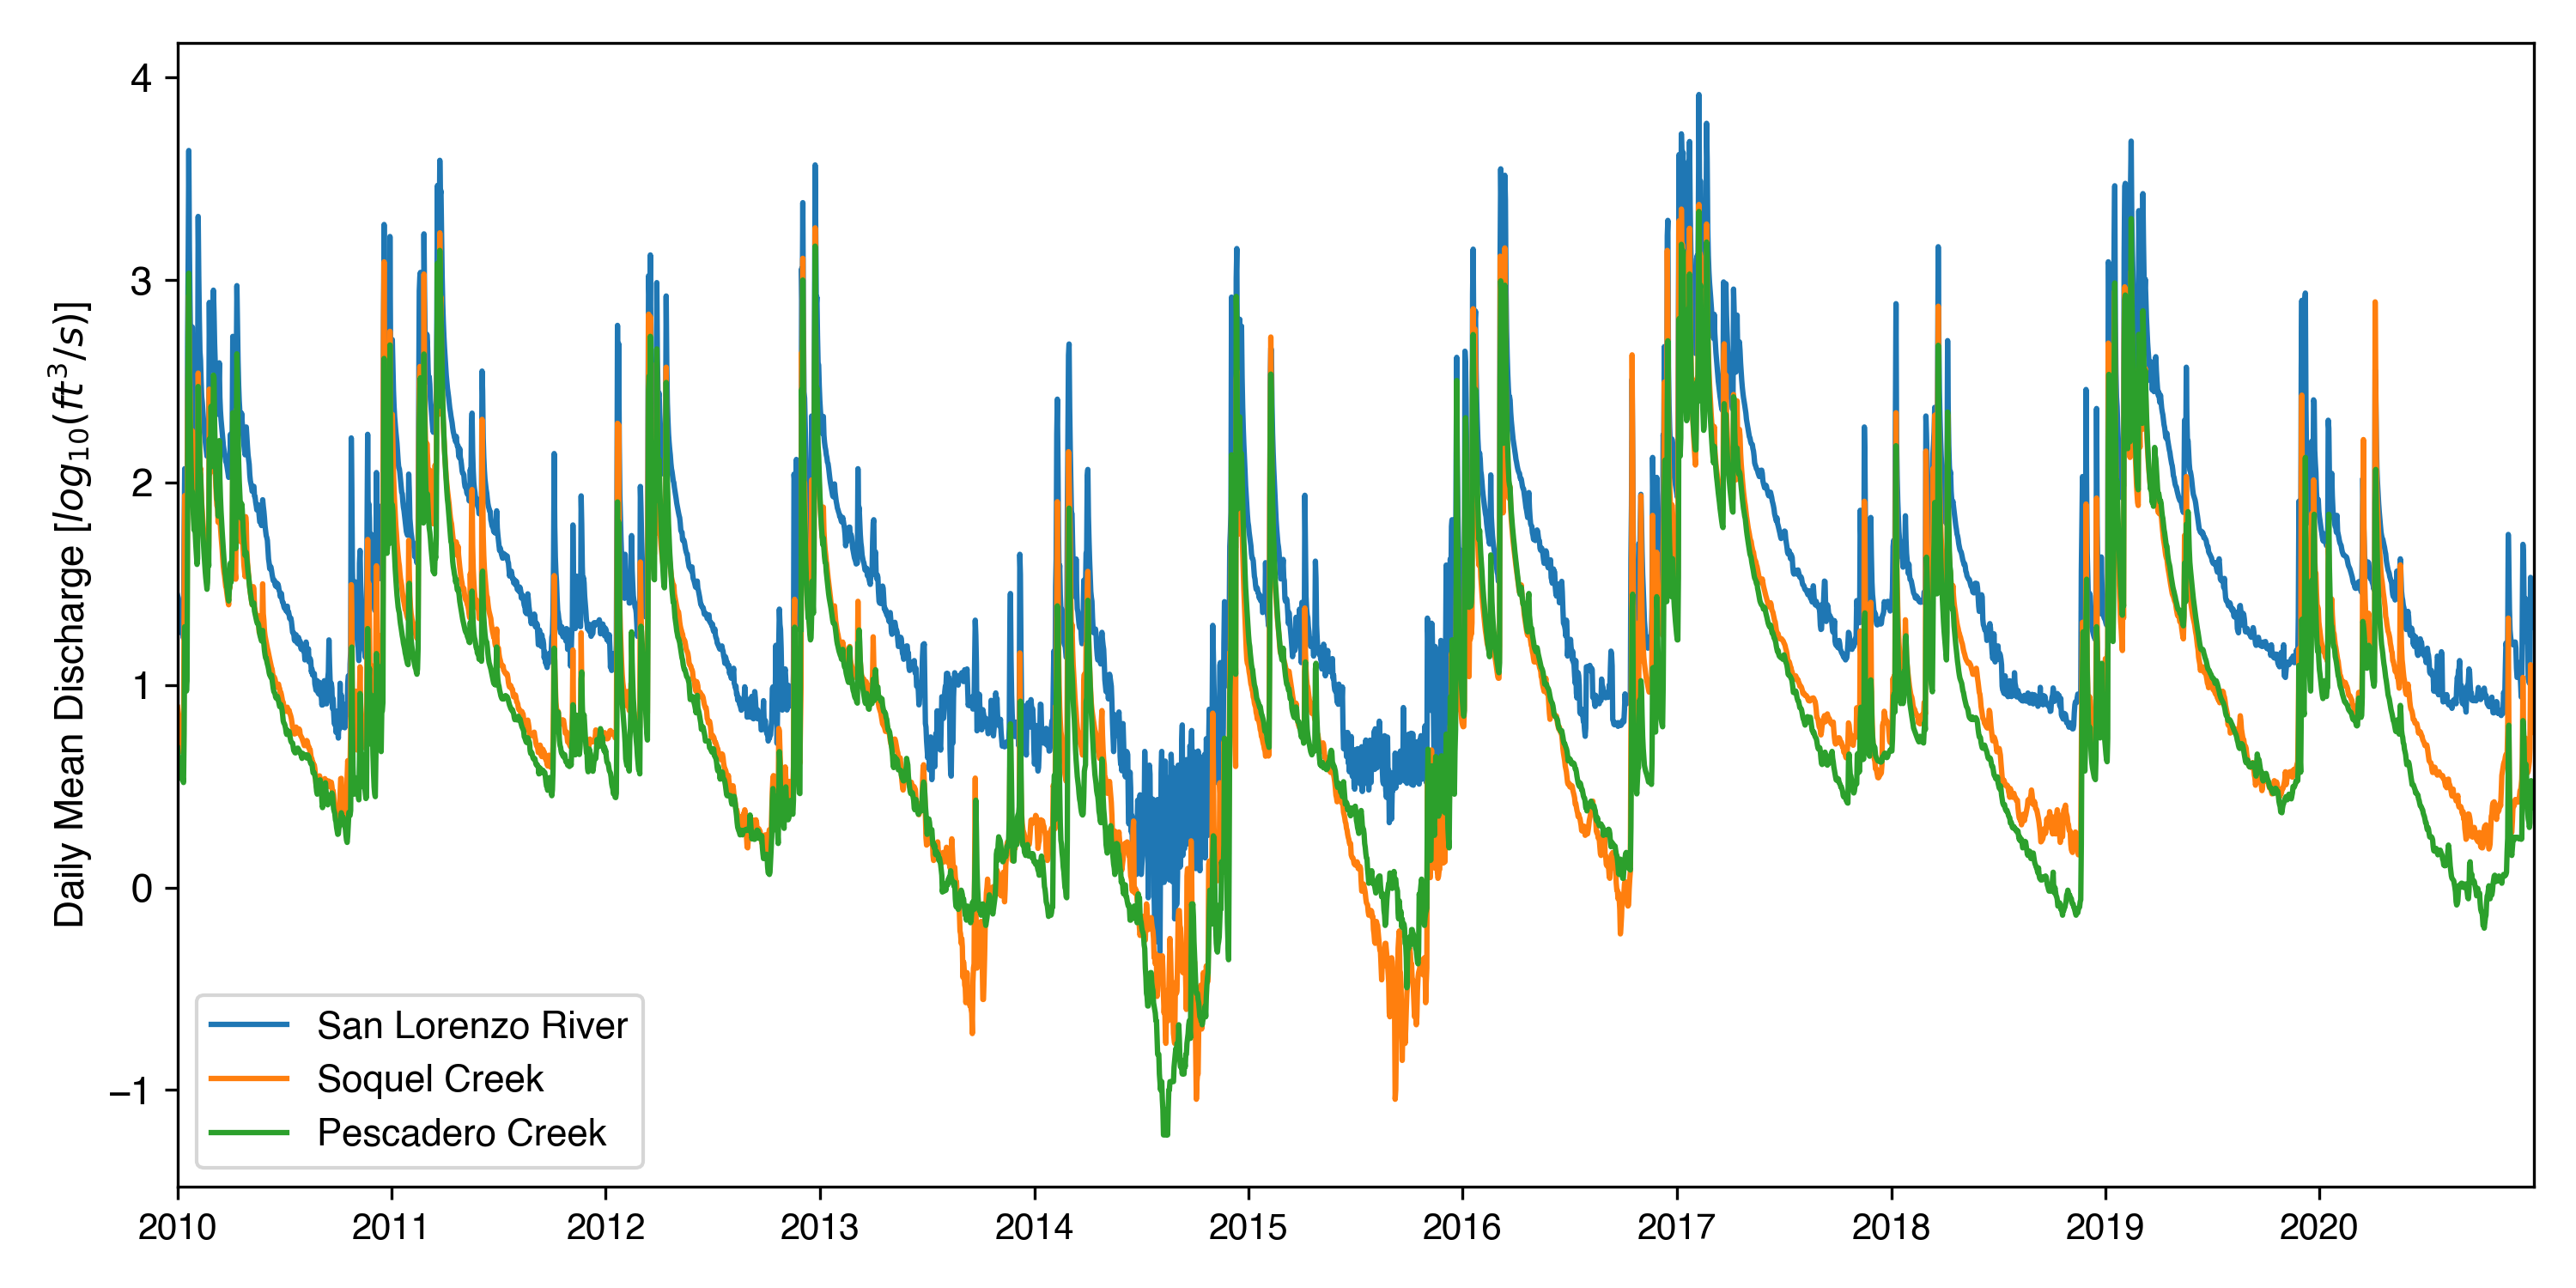 Daily Mean Discharge [log₁₀(ft³/s)]
4
3
2
1
0
−1
San Lorenzo River
Soquel Creek
Pescadero Creek
2010 2011 2012 2013 2014 2015 2016 2017 2018 2019 2020